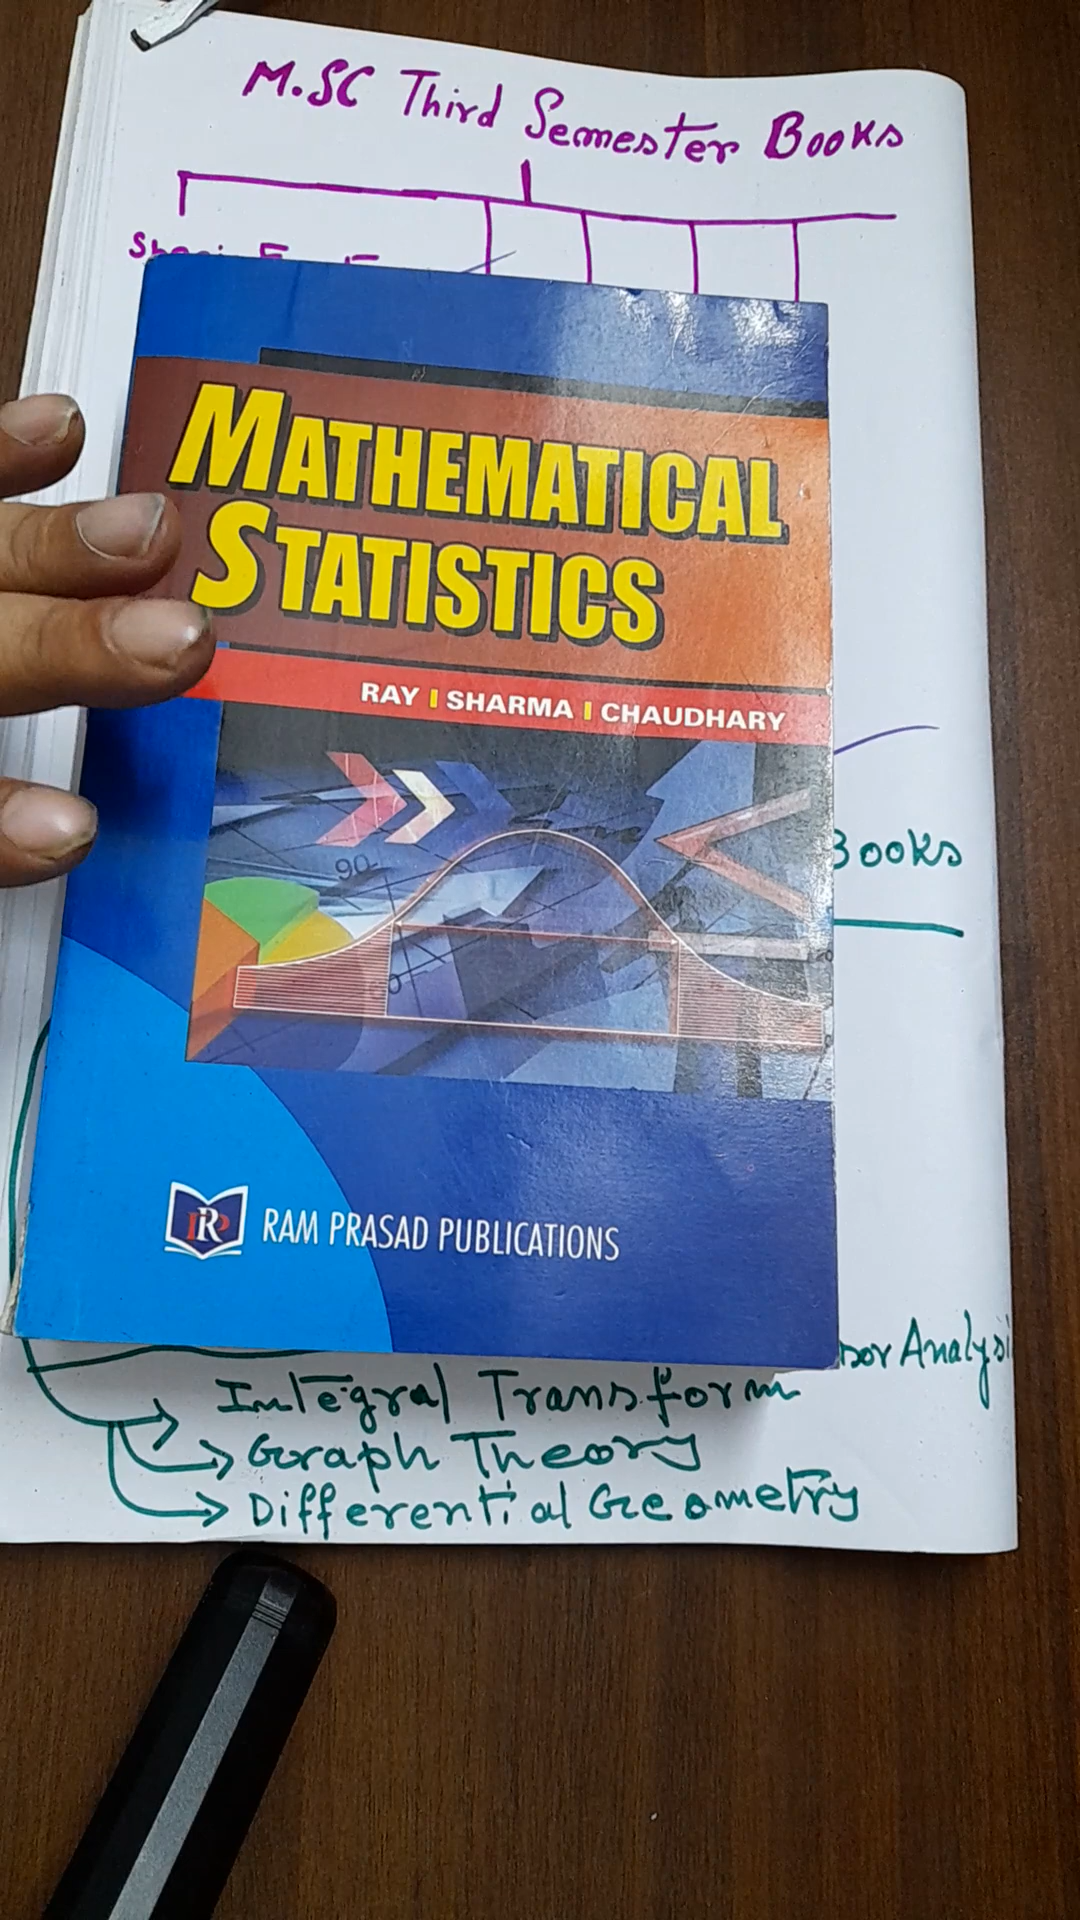 M.SC Third Semester Books
MATHEMATICAL
STATISTICS
RAY | SHARMA | CHAUDHARY
90
Books
RP RAM PRASAD PUBLICATIONS
Integral Transform
Graph Theory
Differential Geometry